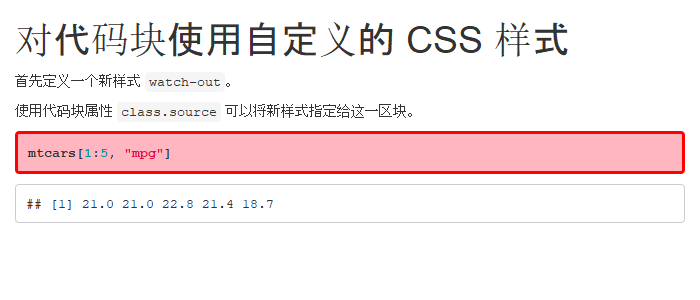 对代码块使用自定义的 CSS 样式
首先定义一个新样式 watch-out。
使用代码块属性 class.source 可以将新样式指定给这一区块。
mtcars[1:5, "mpg"]
## [1] 21.0 21.0 22.8 21.4 18.7